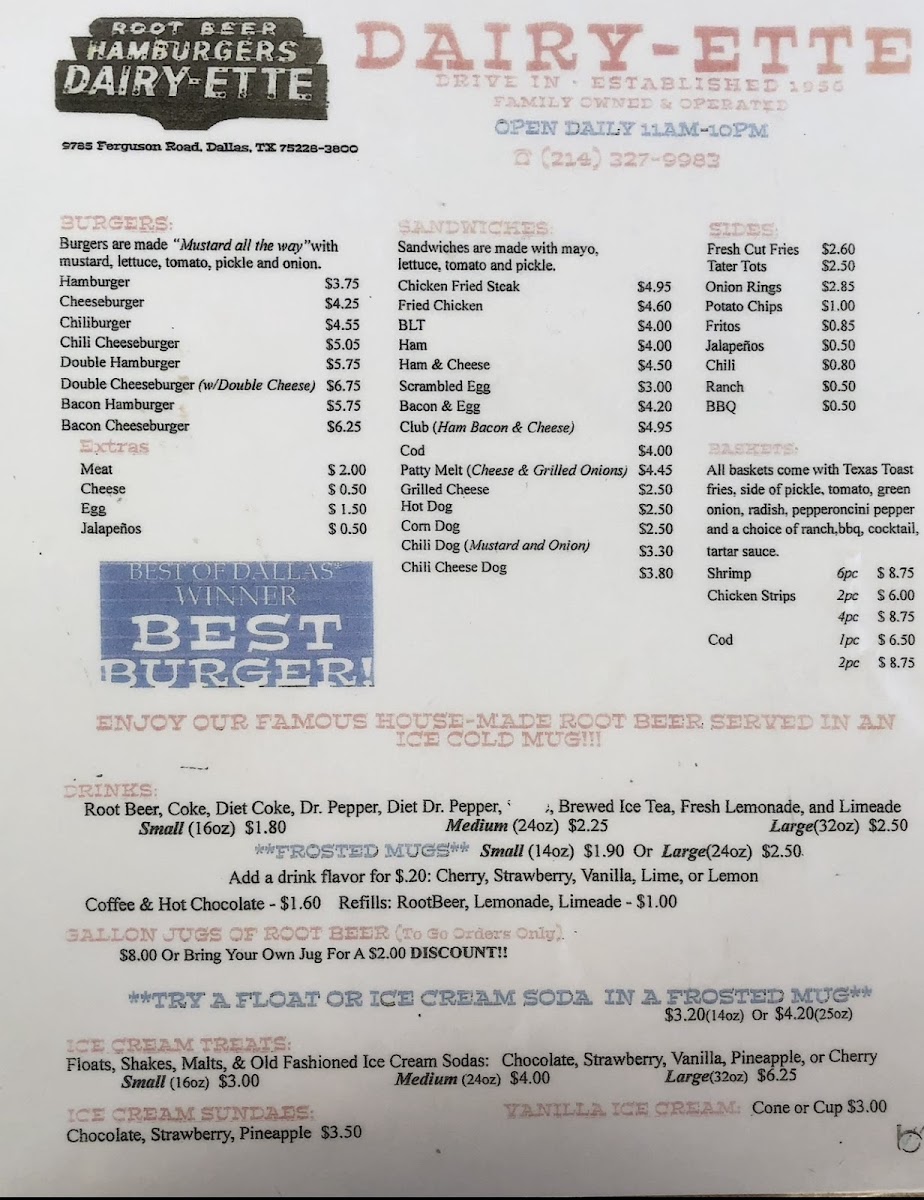 ROOT BEER
HAMBURGERS
DAIRY-ETTE
9785 Ferguson Road, Dallas, TX 75228-3800
DAIRY-ETTE
DRIVE IN · ESTABLISHED 1956
FAMILY OWNED & OPERATED
OPEN DAILY 11AM-10PM
☎ (214) 327-9983
BURGERS:
Burgers are made "Mustard all the way"with
mustard, lettuce, tomato, pickle and onion.
Hamburger $3.75
Cheeseburger $4.25
Chiliburger $4.55
Chili Cheeseburger $5.05
Double Hamburger $5.75
Double Cheeseburger (w/Double Cheese) $6.75
Bacon Hamburger $5.75
Bacon Cheeseburger $6.25
Extras
Meat $ 2.00
Cheese $ 0.50
Egg $ 1.50
Jalapeños $ 0.50
BEST OF DALLAS*
WINNER
BEST
BURGER!
SANDWICHES:
Sandwiches are made with mayo,
lettuce, tomato and pickle.
Chicken Fried Steak $4.95
Fried Chicken $4.60
BLT $4.00
Ham $4.00
Ham & Cheese $4.50
Scrambled Egg $3.00
Bacon & Egg $4.20
Club (Ham Bacon & Cheese) $4.95
Cod $4.00
Patty Melt (Cheese & Grilled Onions) $4.45
Grilled Cheese $2.50
Hot Dog $2.50
Corn Dog $2.50
Chili Dog (Mustard and Onion) $3.30
Chili Cheese Dog $3.80
SIDES:
Fresh Cut Fries $2.60
Tater Tots $2.50
Onion Rings $2.85
Potato Chips $1.00
Fritos $0.85
Jalapeños $0.50
Chili $0.80
Ranch $0.50
BBQ $0.50
BASKETS:
All baskets come with Texas Toast
fries, side of pickle, tomato, green
onion, radish, pepperoncini pepper
and a choice of ranch,bbq, cocktail,
tartar sauce.
Shrimp 6pc $ 8.75
Chicken Strips 2pc $ 6.00
4pc $ 8.75
Cod 1pc $ 6.50
2pc $ 8.75
ENJOY OUR FAMOUS HOUSE-MADE ROOT BEER SERVED IN AN
ICE COLD MUG!!!
DRINKS:
Root Beer, Coke, Diet Coke, Dr. Pepper, Diet Dr. Pepper, , Brewed Ice Tea, Fresh Lemonade, and Limeade
Small (16oz) $1.80 Medium (24oz) $2.25 Large(32oz) $2.50
**FROSTED MUGS** Small (14oz) $1.90 Or Large(24oz) $2.50
Add a drink flavor for $.20: Cherry, Strawberry, Vanilla, Lime, or Lemon
Coffee & Hot Chocolate - $1.60 Refills: RootBeer, Lemonade, Limeade - $1.00
GALLON JUGS OF ROOT BEER (To Go Orders Only)
$8.00 Or Bring Your Own Jug For A $2.00 DISCOUNT!!
**TRY A FLOAT OR ICE CREAM SODA IN A FROSTED MUG**
$3.20(14oz) Or $4.20(25oz)
ICE CREAM TREATS:
Floats, Shakes, Malts, & Old Fashioned Ice Cream Sodas: Chocolate, Strawberry, Vanilla, Pineapple, or Cherry
Small (16oz) $3.00 Medium (24oz) $4.00 Large(32oz) $6.25
ICE CREAM SUNDAES:
Chocolate, Strawberry, Pineapple $3.50
VANILLA ICE CREAM: Cone or Cup $3.00